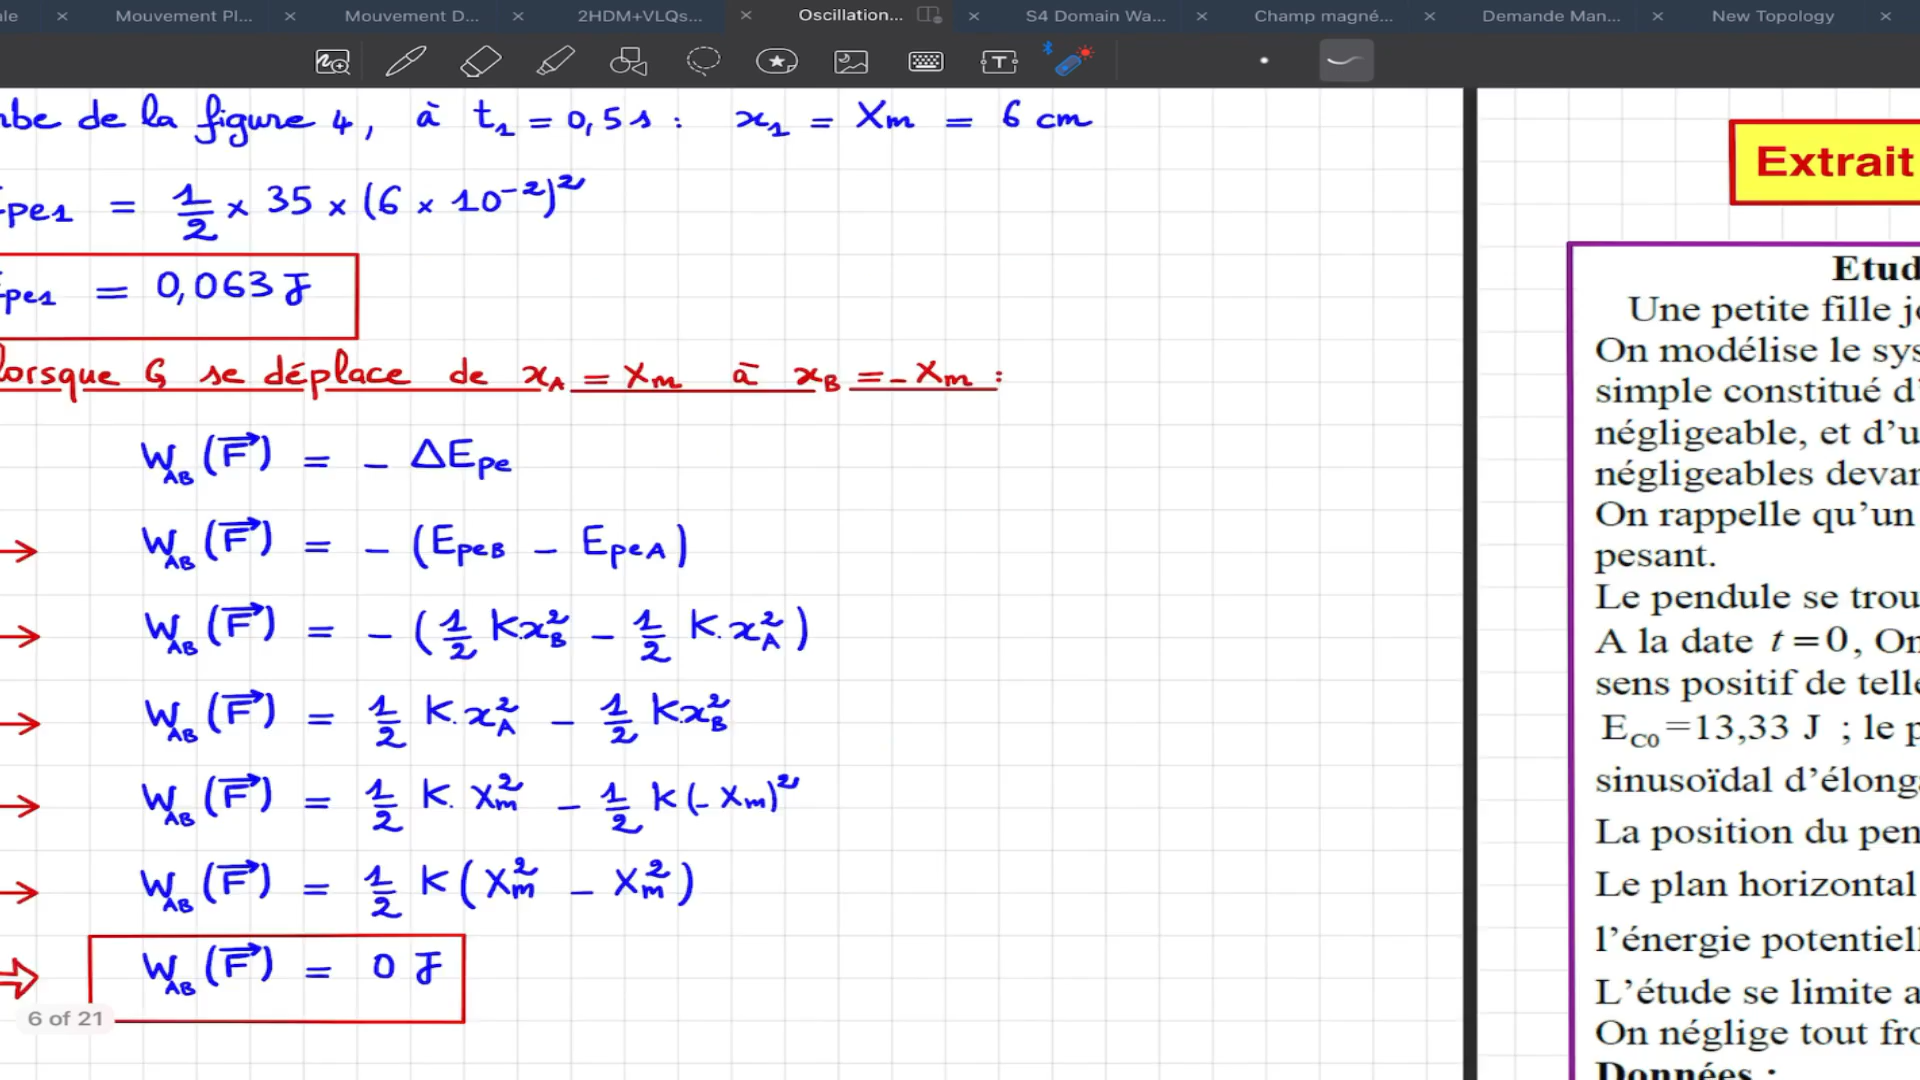 Mouvement Pl...
Mouvement D...
2HDM+VLQs...
Oscillation...
S4 Domain Wa...
Champ magné...
Demande Man...
New Topology
de la figure 4, à t₁ = 0,5 s : x₁ = Xm = 6 cm
pe1 = 1/2 × 35 × (6 × 10⁻²)²
pe1 = 0,063 J
lorsque G se déplace de x_A = Xm à x_B = - Xm :
W_AB(F⃗) = - ΔEpe
→ W_AB(F⃗) = - (EpeB - EpeA)
→ W_AB(F⃗) = - (1/2 K.x_B² - 1/2 K.x_A²)
→ W_AB(F⃗) = 1/2 K.x_A² - 1/2 K.x_B²
→ W_AB(F⃗) = 1/2 K. Xm² - 1/2 K(- Xm)²
→ W_AB(F⃗) = 1/2 K(Xm² - Xm²)
⇒ W_AB(F⃗) = 0 J
6 of 21
Extrait
Etud
Une petite fille j
On modélise le sys
simple constitué d'
négligeable, et d'u
négligeables devan
On rappelle qu'un
pesant.
Le pendule se trou
A la date t = 0, On
sens positif de telle
E_C0=13,33 J ; le p
sinusoïdal d'élonga
La position du pen
Le plan horizontal
l'énergie potentiell
L'étude se limite a
On néglige tout fro
Données :